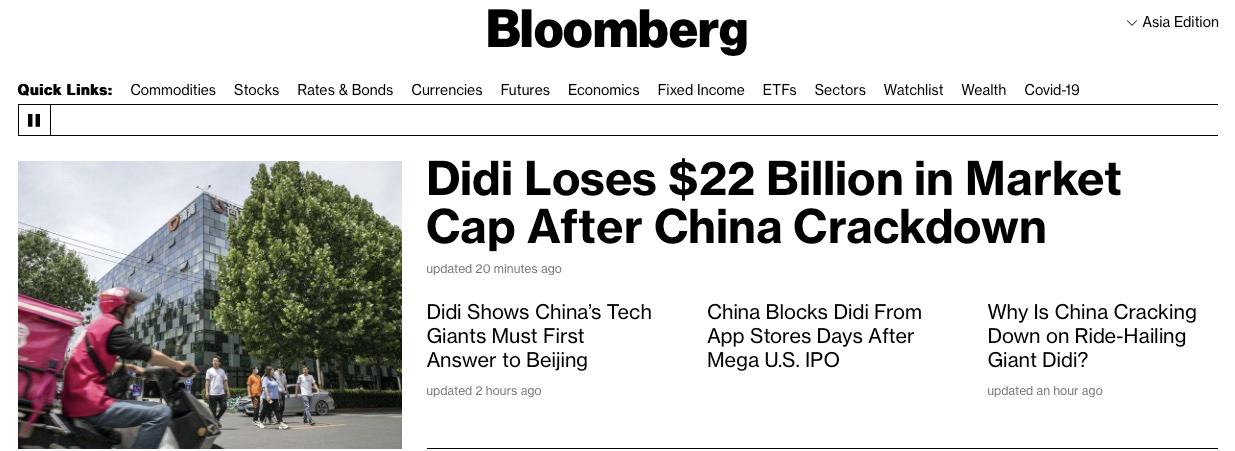 Bloomberg
Asia Edition
Quick Links: Commodities Stocks Rates & Bonds Currencies Futures Economics Fixed Income ETFs Sectors Watchlist Wealth Covid-19
Didi Loses $22 Billion in Market
Cap After China Crackdown
updated 20 minutes ago
Didi Shows China’s Tech
Giants Must First
Answer to Beijing
updated 2 hours ago
China Blocks Didi From
App Stores Days After
Mega U.S. IPO
Why Is China Cracking
Down on Ride-Hailing
Giant Didi?
updated an hour ago